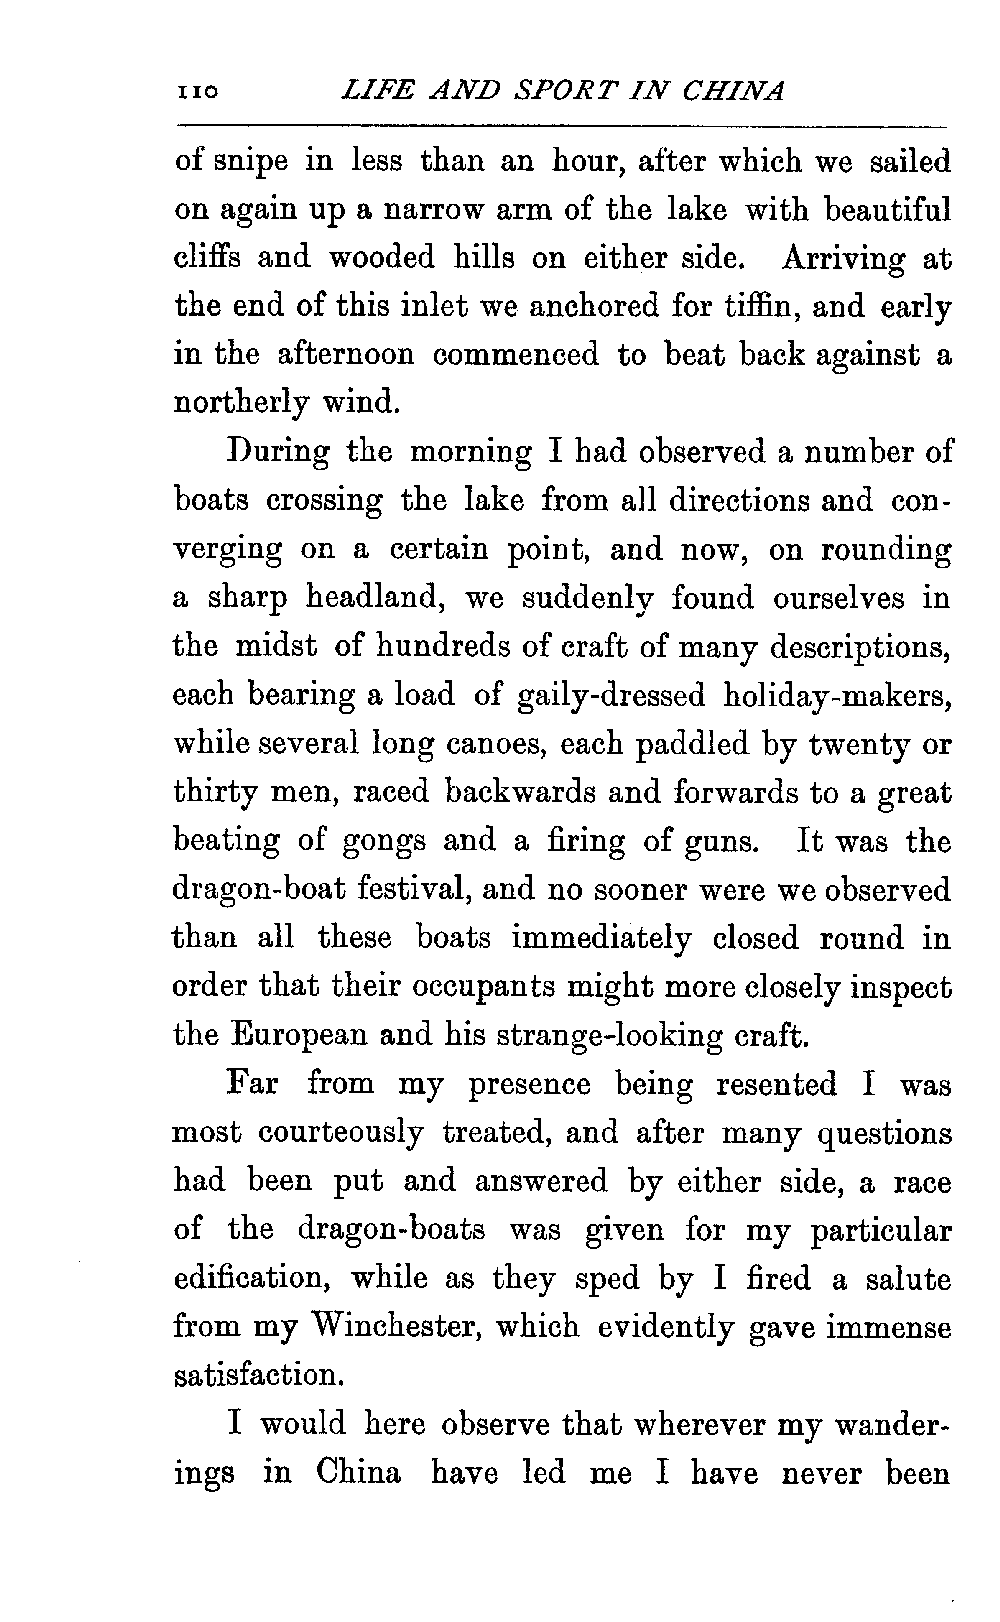 110 LIFE AND SPORT IN CHINA
of snipe in less than an hour, after which we sailed
on again up a narrow arm of the lake with beautiful
cliffs and wooded hills on either side. Arriving at
the end of this inlet we anchored for tiffin, and early
in the afternoon commenced to beat back against a
northerly wind.
During the morning I had observed a number of
boats crossing the lake from all directions and con-
verging on a certain point, and now, on rounding
a sharp headland, we suddenly found ourselves in
the midst of hundreds of craft of many descriptions,
each bearing a load of gaily-dressed holiday-makers,
while several long canoes, each paddled by twenty or
thirty men, raced backwards and forwards to a great
beating of gongs and a firing of guns. It was the
dragon-boat festival, and no sooner were we observed
than all these boats immediately closed round in
order that their occupants might more closely inspect
the European and his strange-looking craft.
Far from my presence being resented I was
most courteously treated, and after many questions
had been put and answered by either side, a race
of the dragon-boats was given for my particular
edification, while as they sped by I fired a salute
from my Winchester, which evidently gave immense
satisfaction.
I would here observe that wherever my wander-
ings in China have led me I have never been